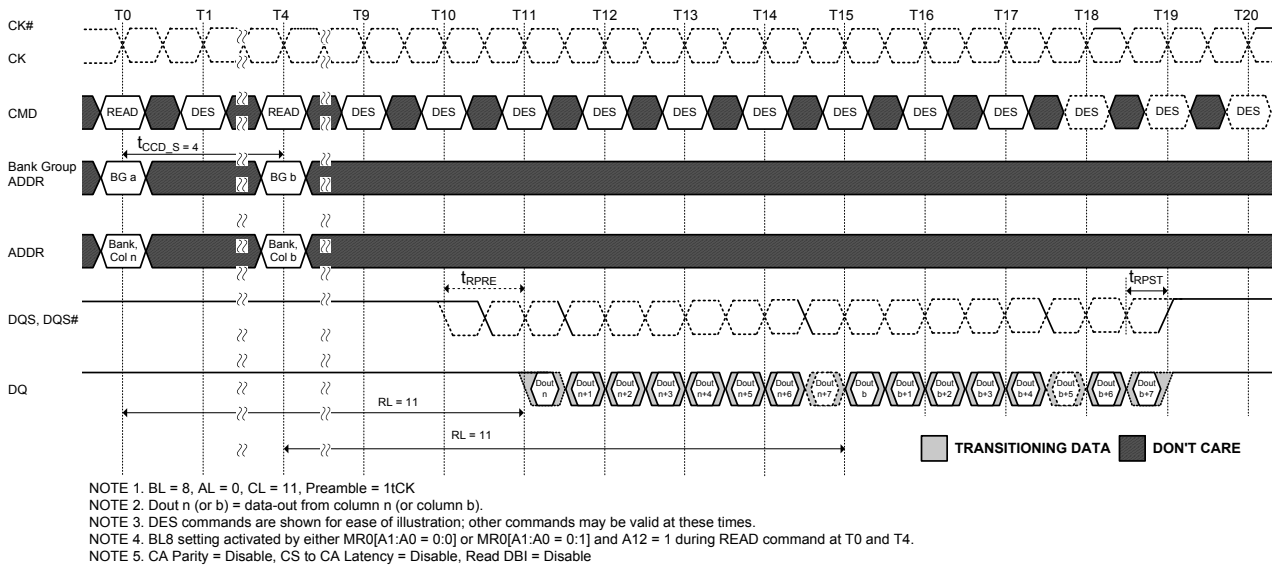 T0 T1 T4 T9 T10 T11 T12 T13 T14 T15 T16 T17 T18 T19 T20
CK#
CK
CMD READ DES READ DES DES DES DES DES DES DES DES DES DES DES DES
tCCD_S = 4
Bank Group
ADDR
BG a BG b
ADDR
Bank, Col n
Bank, Col b
tRPRE tRPST
DQS, DQS#
DQ
Dout n
Dout n+1
Dout n+2
Dout n+3
Dout n+4
Dout n+5
Dout n+6
Dout n+7
Dout b
Dout b+1
Dout b+2
Dout b+3
Dout b+4
Dout b+5
Dout b+6
Dout b+7
RL = 11
RL = 11
TRANSITIONING DATA DON'T CARE
NOTE 1. BL = 8, AL = 0, CL = 11, Preamble = 1tCK
NOTE 2. Dout n (or b) = data-out from column n (or column b).
NOTE 3. DES commands are shown for ease of illustration; other commands may be valid at these times.
NOTE 4. BL8 setting activated by either MR0[A1:A0 = 0:0] or MR0[A1:A0 = 0:1] and A12 = 1 during READ command at T0 and T4.
NOTE 5. CA Parity = Disable, CS to CA Latency = Disable, Read DBI = Disable